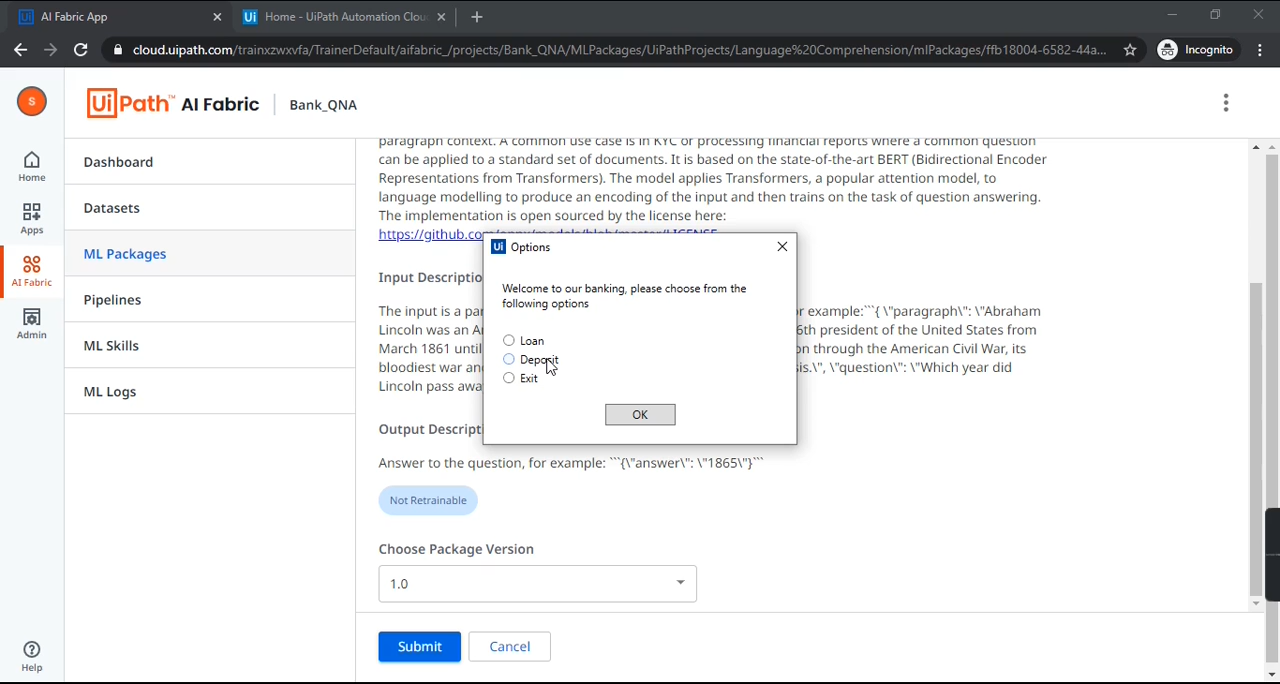 AI Fabric App
Home - UiPath Automation Clou
cloud.uipath.com/trainxzwxvfa/TrainerDefault/aifabric_/projects/Bank_QNA/MLPackages/UiPathProjects/Language%20Comprehension/mlPackages/ffb18004-6582-44a...
Incognito
S
Home
Apps
AI Fabric
Admin
Help
UiPath™ AI Fabric
Bank_QNA
Dashboard
Datasets
ML Packages
Pipelines
ML Skills
ML Logs
paragraph context. A common use case is in KYC or processing financial reports where a common question
can be applied to a standard set of documents. It is based on the state-of-the-art BERT (Bidirectional Encoder
Representations from Transformers). The model applies Transformers, a popular attention model, to
language modelling to produce an encoding of the input and then trains on the task of question answering.
The implementation is open sourced by the license here:
https://github.co
Input Descriptio
The input is a par
r example:```{ \"paragraph\": \"Abraham
Lincoln was an A
6th president of the United States from
March 1861 until
on through the American Civil War, its
bloodiest war an
sis.\", \"question\": \"Which year did
Lincoln pass awa
Ui Options
Welcome to our banking, please choose from the
following options
Loan
Deposit
Exit
OK
Output Descripti
Answer to the question, for example: ```{\"answer\": \"1865\"}```
Not Retrainable
Choose Package Version
1.0
Submit
Cancel